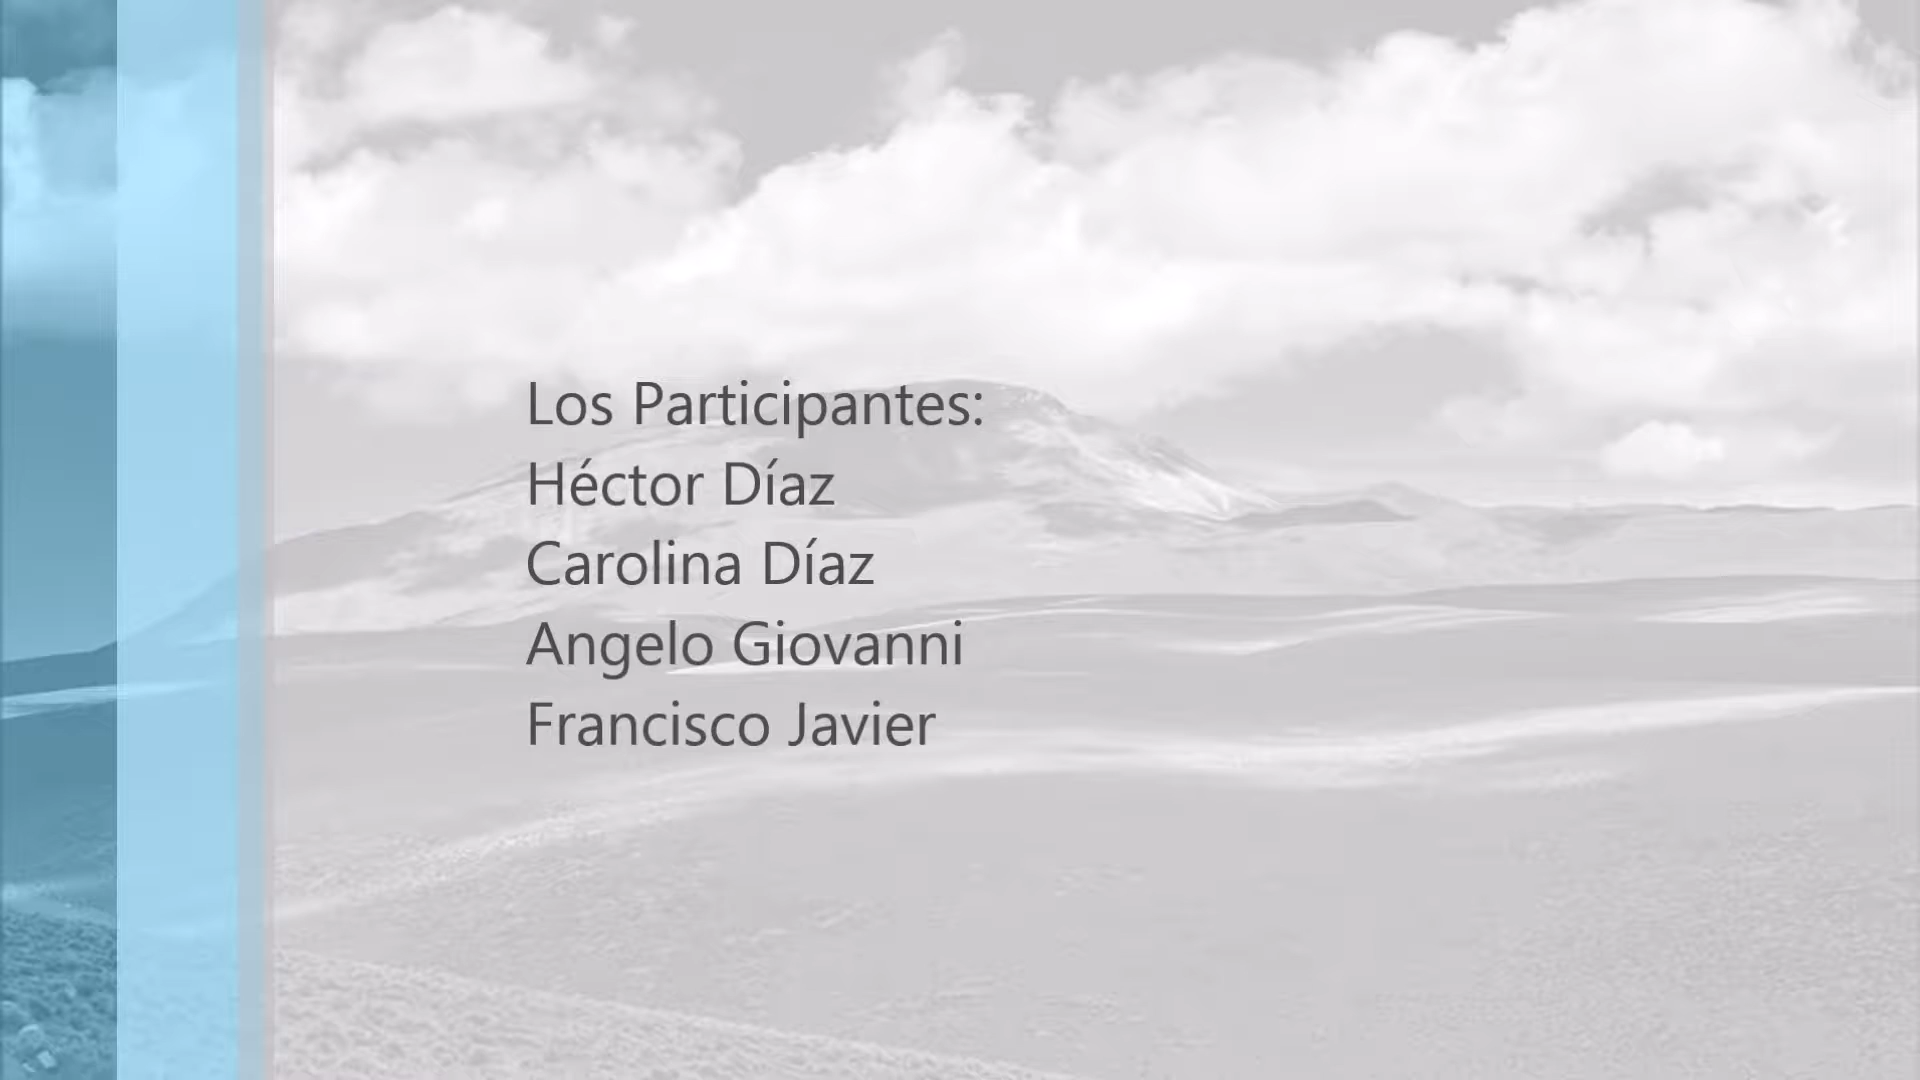 Los Participantes:
Héctor Díaz
Carolina Díaz
Angelo Giovanni
Francisco Javier